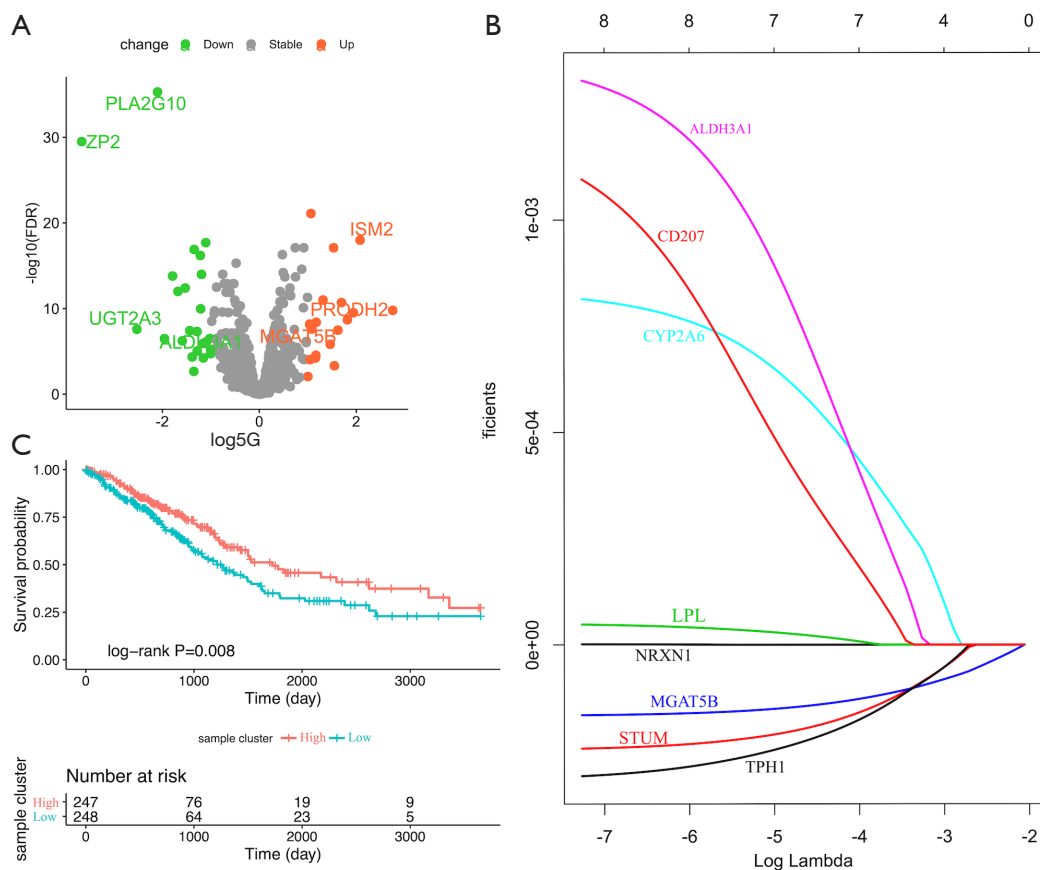 A
change Down Stable Up
PLA2G10
ZP2
ISM2
PRODH2
UGT2A3
MGAT5B
ALDH3A1
-log10(FDR)
30
20
10
0
-2 0 2
log5G
B
8 8 7 7 3 0
ALDH3A1
CD207
CYP2A6
LPL
NRXN1
MGAT5B
STUM
TPH1
1e-03
5e-04
0e+00
ficients
-7 -6 -5 -4 -3 -2
Log Lambda
C
1.00
0.75
0.50
0.25
0.00
Survival probability
log-rank P=0.008
0 1000 2000 3000
Time (day)
sample cluster High Low
Number at risk
sample cluster
High 247 76 19 9
Low 248 64 23 5
0 1000 2000 3000
Time (day)